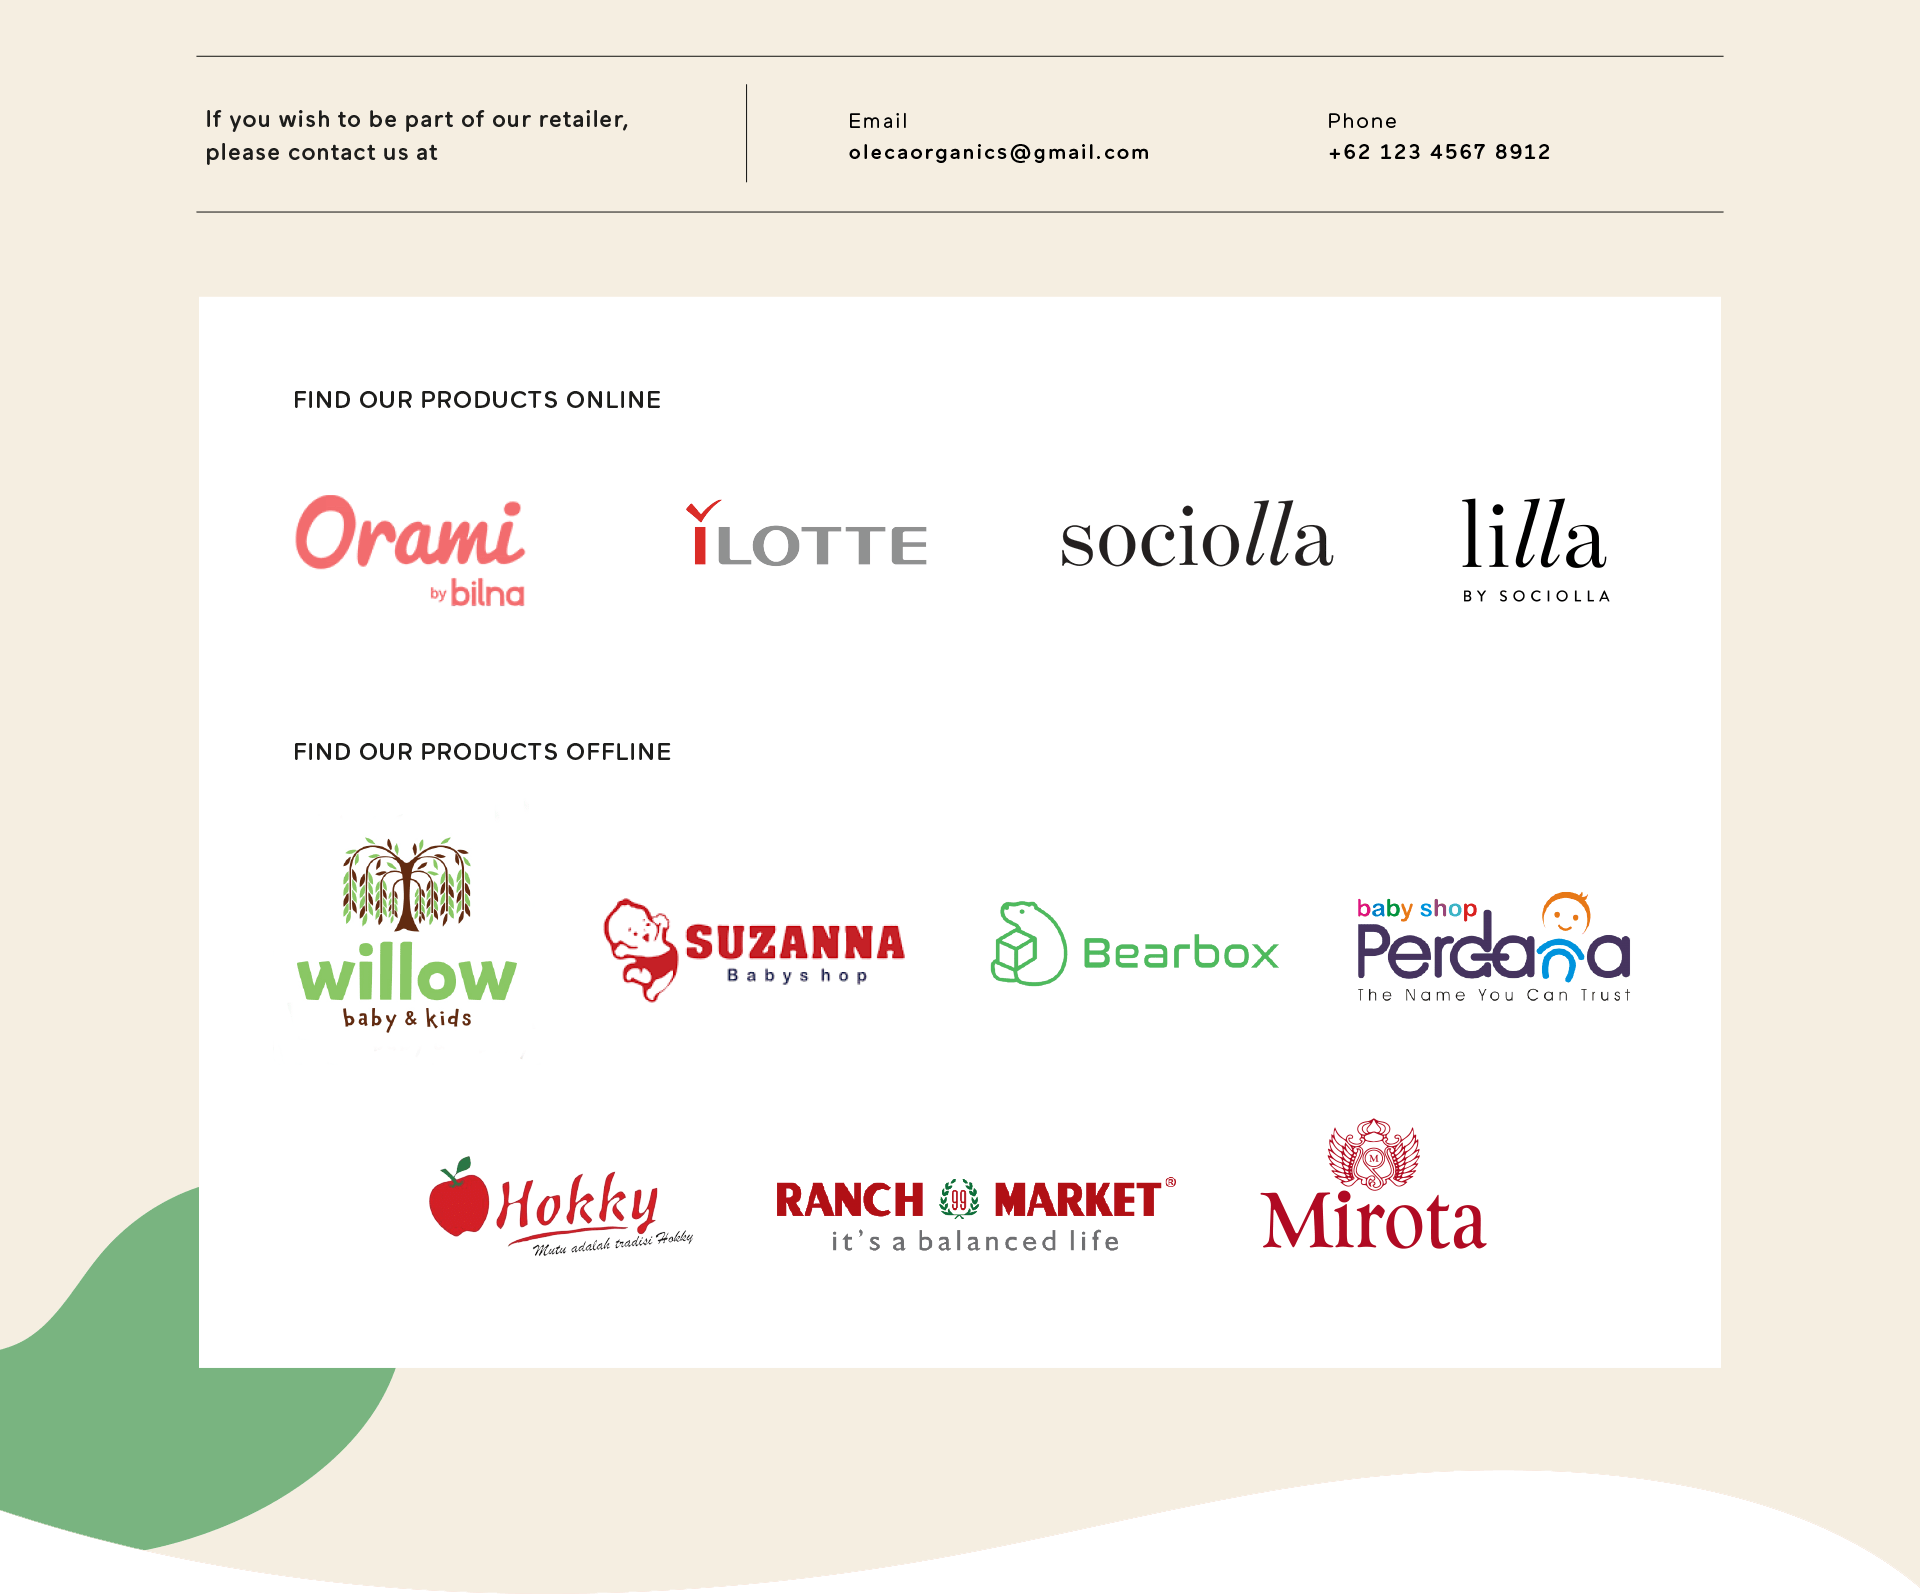 If you wish to be part of our retailer,
please contact us at
Email
olecaorganics@gmail.com
Phone
+62 123 4567 8912
FIND OUR PRODUCTS ONLINE
Orami
by bilna
iLOTTE
sociolla
lilla
BY SOCIOLLA
FIND OUR PRODUCTS OFFLINE
willow
baby & kids
SUZANNA
Babyshop
Bearbox
baby shop
Perdana
The Name You Can Trust
Hokky
Mutu adalah tradisi Hokky
RANCH 99 MARKET®
it's a balanced life
M
Mirota